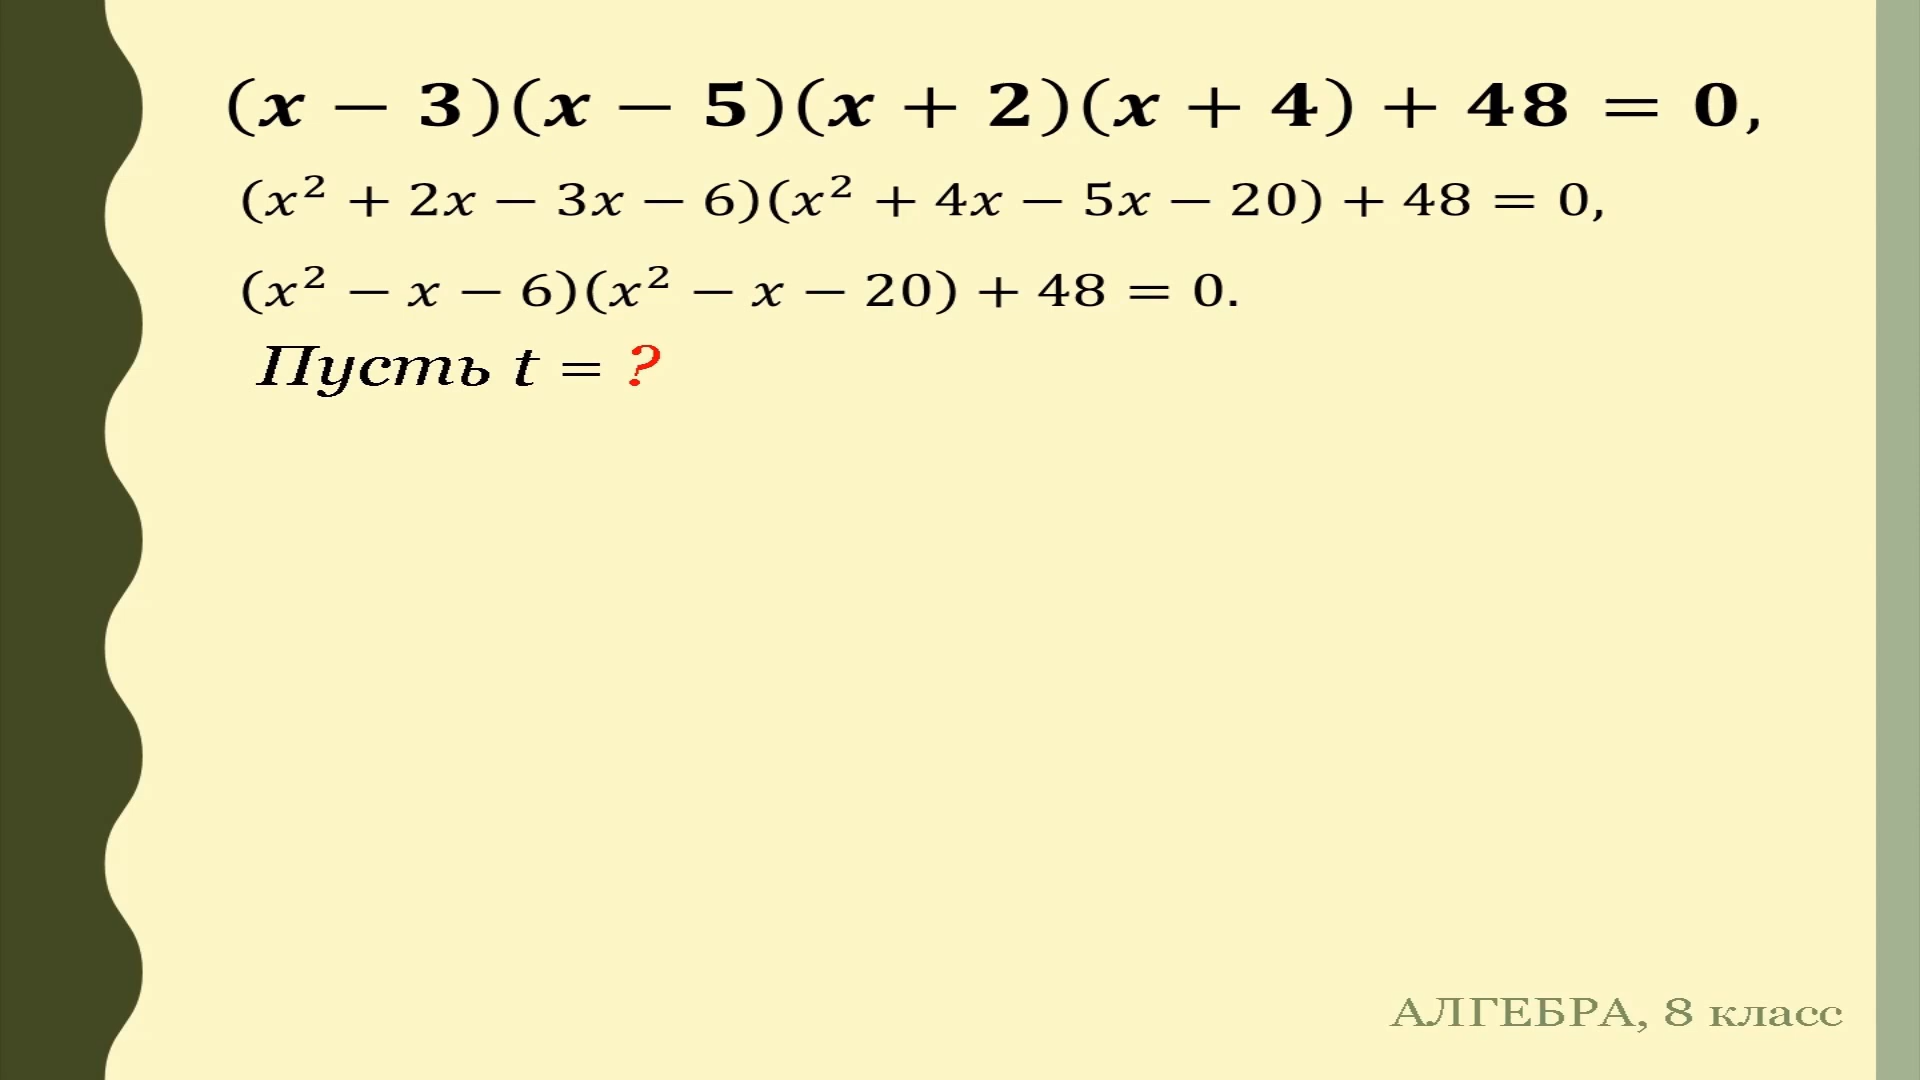 (x − 3)(x − 5)(x + 2)(x + 4) + 48 = 0,
(x² + 2x − 3x − 6)(x² + 4x − 5x − 20) + 48 = 0,
(x² − x − 6)(x² − x − 20) + 48 = 0.
Пусть t = ?
АЛГЕБРА, 8 класс